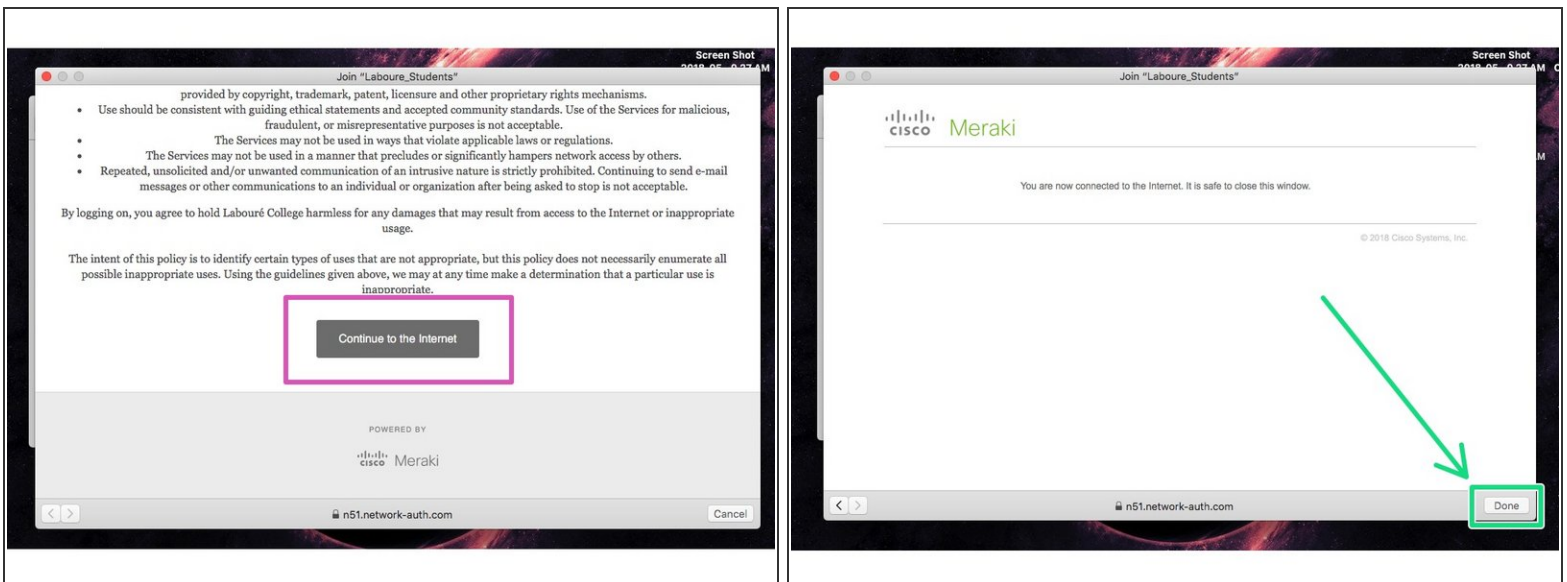 Screen Shot
Join "Laboure_Students"
provided by copyright, trademark, patent, licensure and other proprietary rights mechanisms.
• Use should be consistent with guiding ethical statements and accepted community standards. Use of the Services for malicious,
fraudulent, or misrepresentative purposes is not acceptable.
• The Services may not be used in ways that violate applicable laws or regulations.
• The Services may not be used in a manner that precludes or significantly hampers network access by others.
• Repeated, unsolicited and/or unwanted communication of an intrusive nature is strictly prohibited. Continuing to send e-mail
messages or other communications to an individual or organization after being asked to stop is not acceptable.
By logging on, you agree to hold Labouré College harmless for any damages that may result from access to the Internet or inappropriate
usage.
The intent of this policy is to identify certain types of uses that are not appropriate, but this policy does not necessarily enumerate all
possible inappropriate uses. Using the guidelines given above, we may at any time make a determination that a particular use is
inappropriate.
Continue to the Internet
POWERED BY
cisco Meraki
n51.network-auth.com
Cancel
Screen Shot
Join "Laboure_Students"
cisco Meraki
You are now connected to the Internet. It is safe to close this window.
© 2018 Cisco Systems, Inc.
n51.network-auth.com
Done